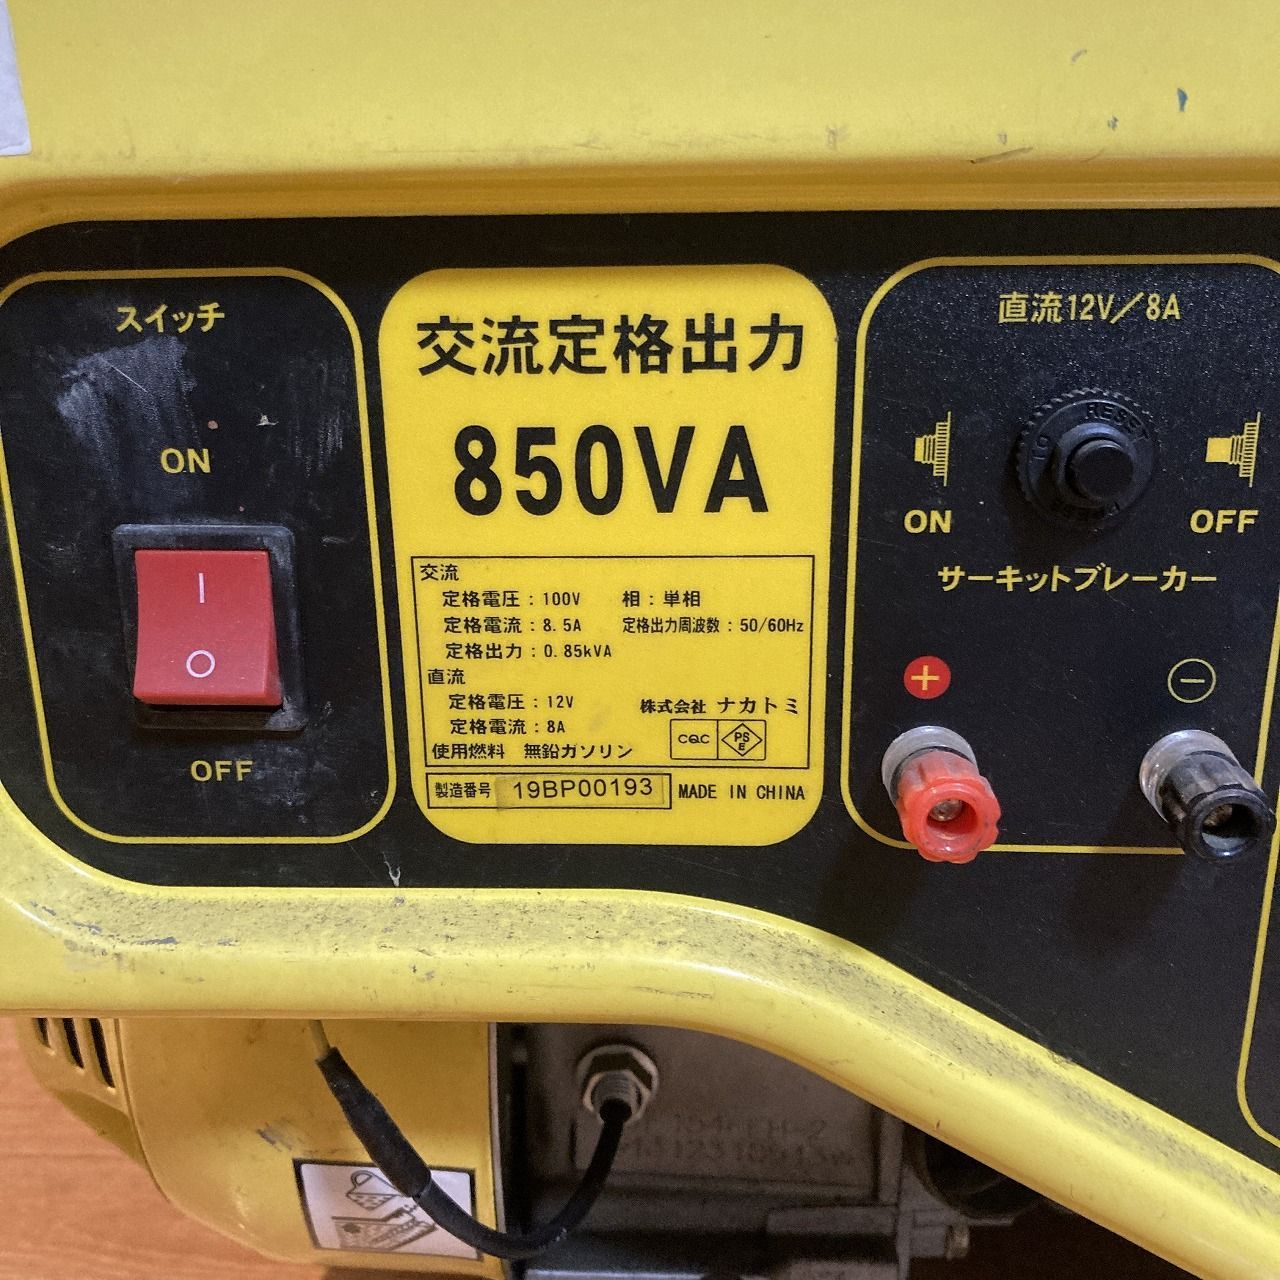 スイッチ
ON
I
O
OFF
交流定格出力
850VA
交流
定格電圧：100V 相：単相
定格電流：8.5A 定格出力周波数：50/60Hz
定格出力：0.85kVA
直流
定格電圧：12V
定格電流：8A
株式会社 ナカトミ
CQC
PS
E
使用燃料 無鉛ガソリン
製造番号 19BP00193 MADE IN CHINA
直流12V／8A
RESET
ON
OFF
サーキットブレーカー
+
−